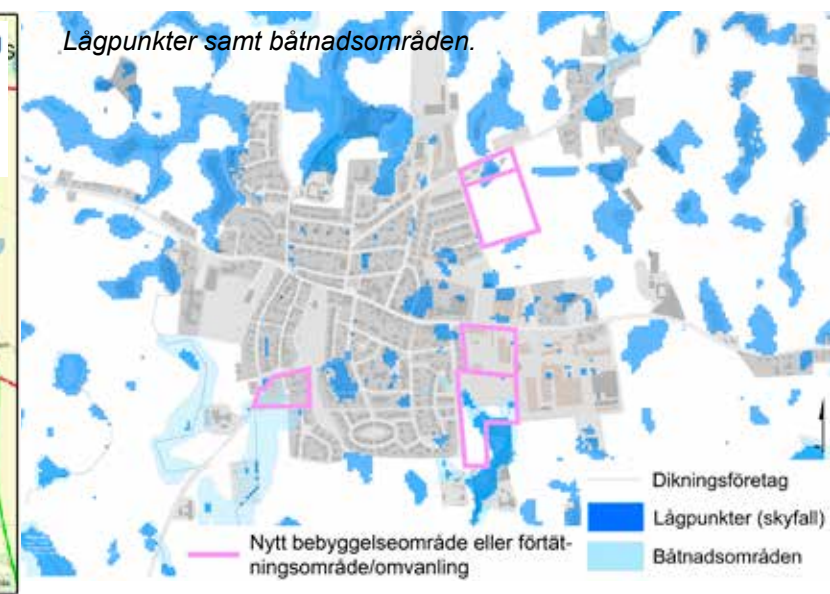 Lågpunkter samt båtnadsområden.
Dikningsföretag
Lågpunkter (skyfall)
Båtnadsområden
Nytt bebyggelseområde eller förtät-
ningsområde/omvanling